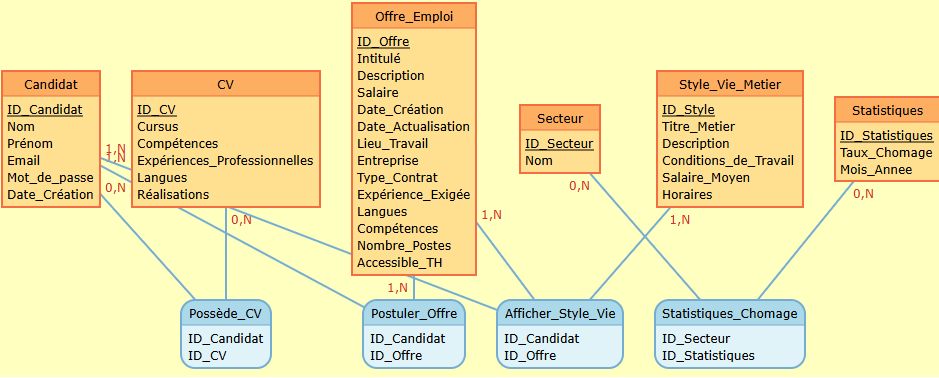 Candidat
ID_Candidat
Nom
Prénom
Email
Mot_de_passe
Date_Création
CV
ID_CV
Cursus
Compétences
Expériences_Professionnelles
Langues
Réalisations
Offre_Emploi
ID_Offre
Intitulé
Description
Salaire
Date_Création
Date_Actualisation
Lieu_Travail
Entreprise
Type_Contrat
Expérience_Exigée
Langues
Compétences
Nombre_Postes
Accessible_TH
Secteur
ID_Secteur
Nom
Style_Vie_Metier
ID_Style
Titre_Metier
Description
Conditions_de_Travail
Salaire_Moyen
Horaires
Statistiques
ID_Statistiques
Taux_Chomage
Mois_Annee
1,N
1,N
0,N
0,N
1,N
1,N
0,N
1,N
0,N
Possède_CV
ID_Candidat
ID_CV
Postuler_Offre
ID_Candidat
ID_Offre
Afficher_Style_Vie
ID_Candidat
ID_Offre
Statistiques_Chomage
ID_Secteur
ID_Statistiques